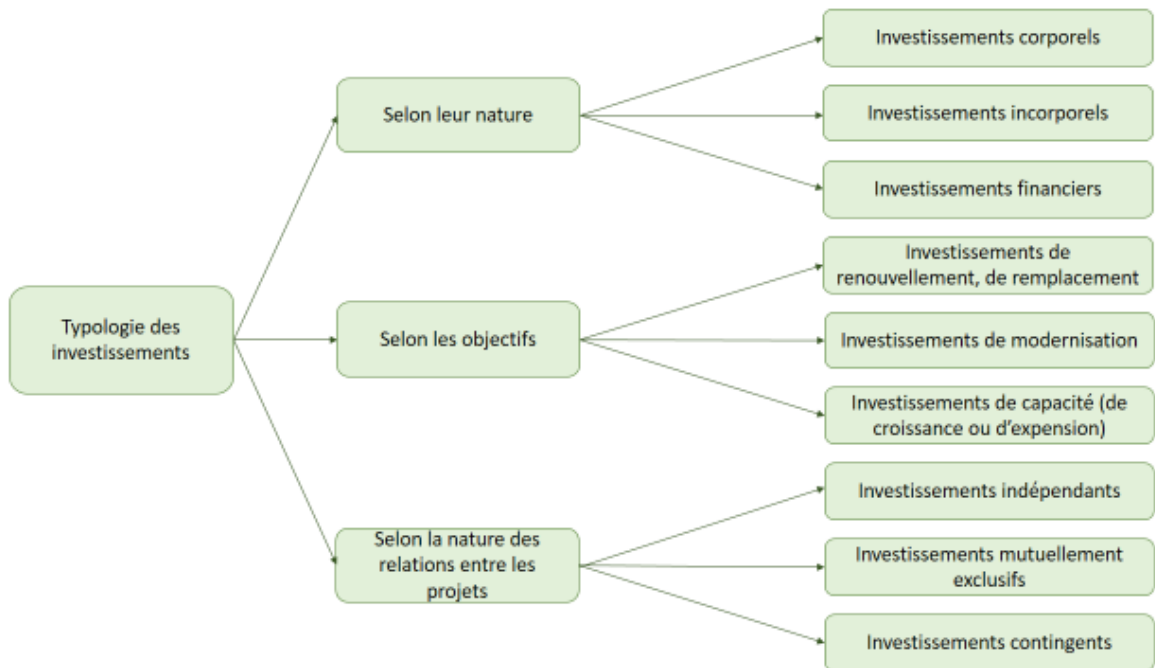 Typologie des
investissements
Selon leur nature
Investissements corporels
Investissements incorporels
Investissements financiers
Selon les objectifs
Investissements de
renouvellement, de remplacement
Investissements de modernisation
Investissements de capacité (de
croissance ou d'expension)
Selon la nature des
relations entre les
projets
Investissements indépendants
Investissements mutuellement
exclusifs
Investissements contingents